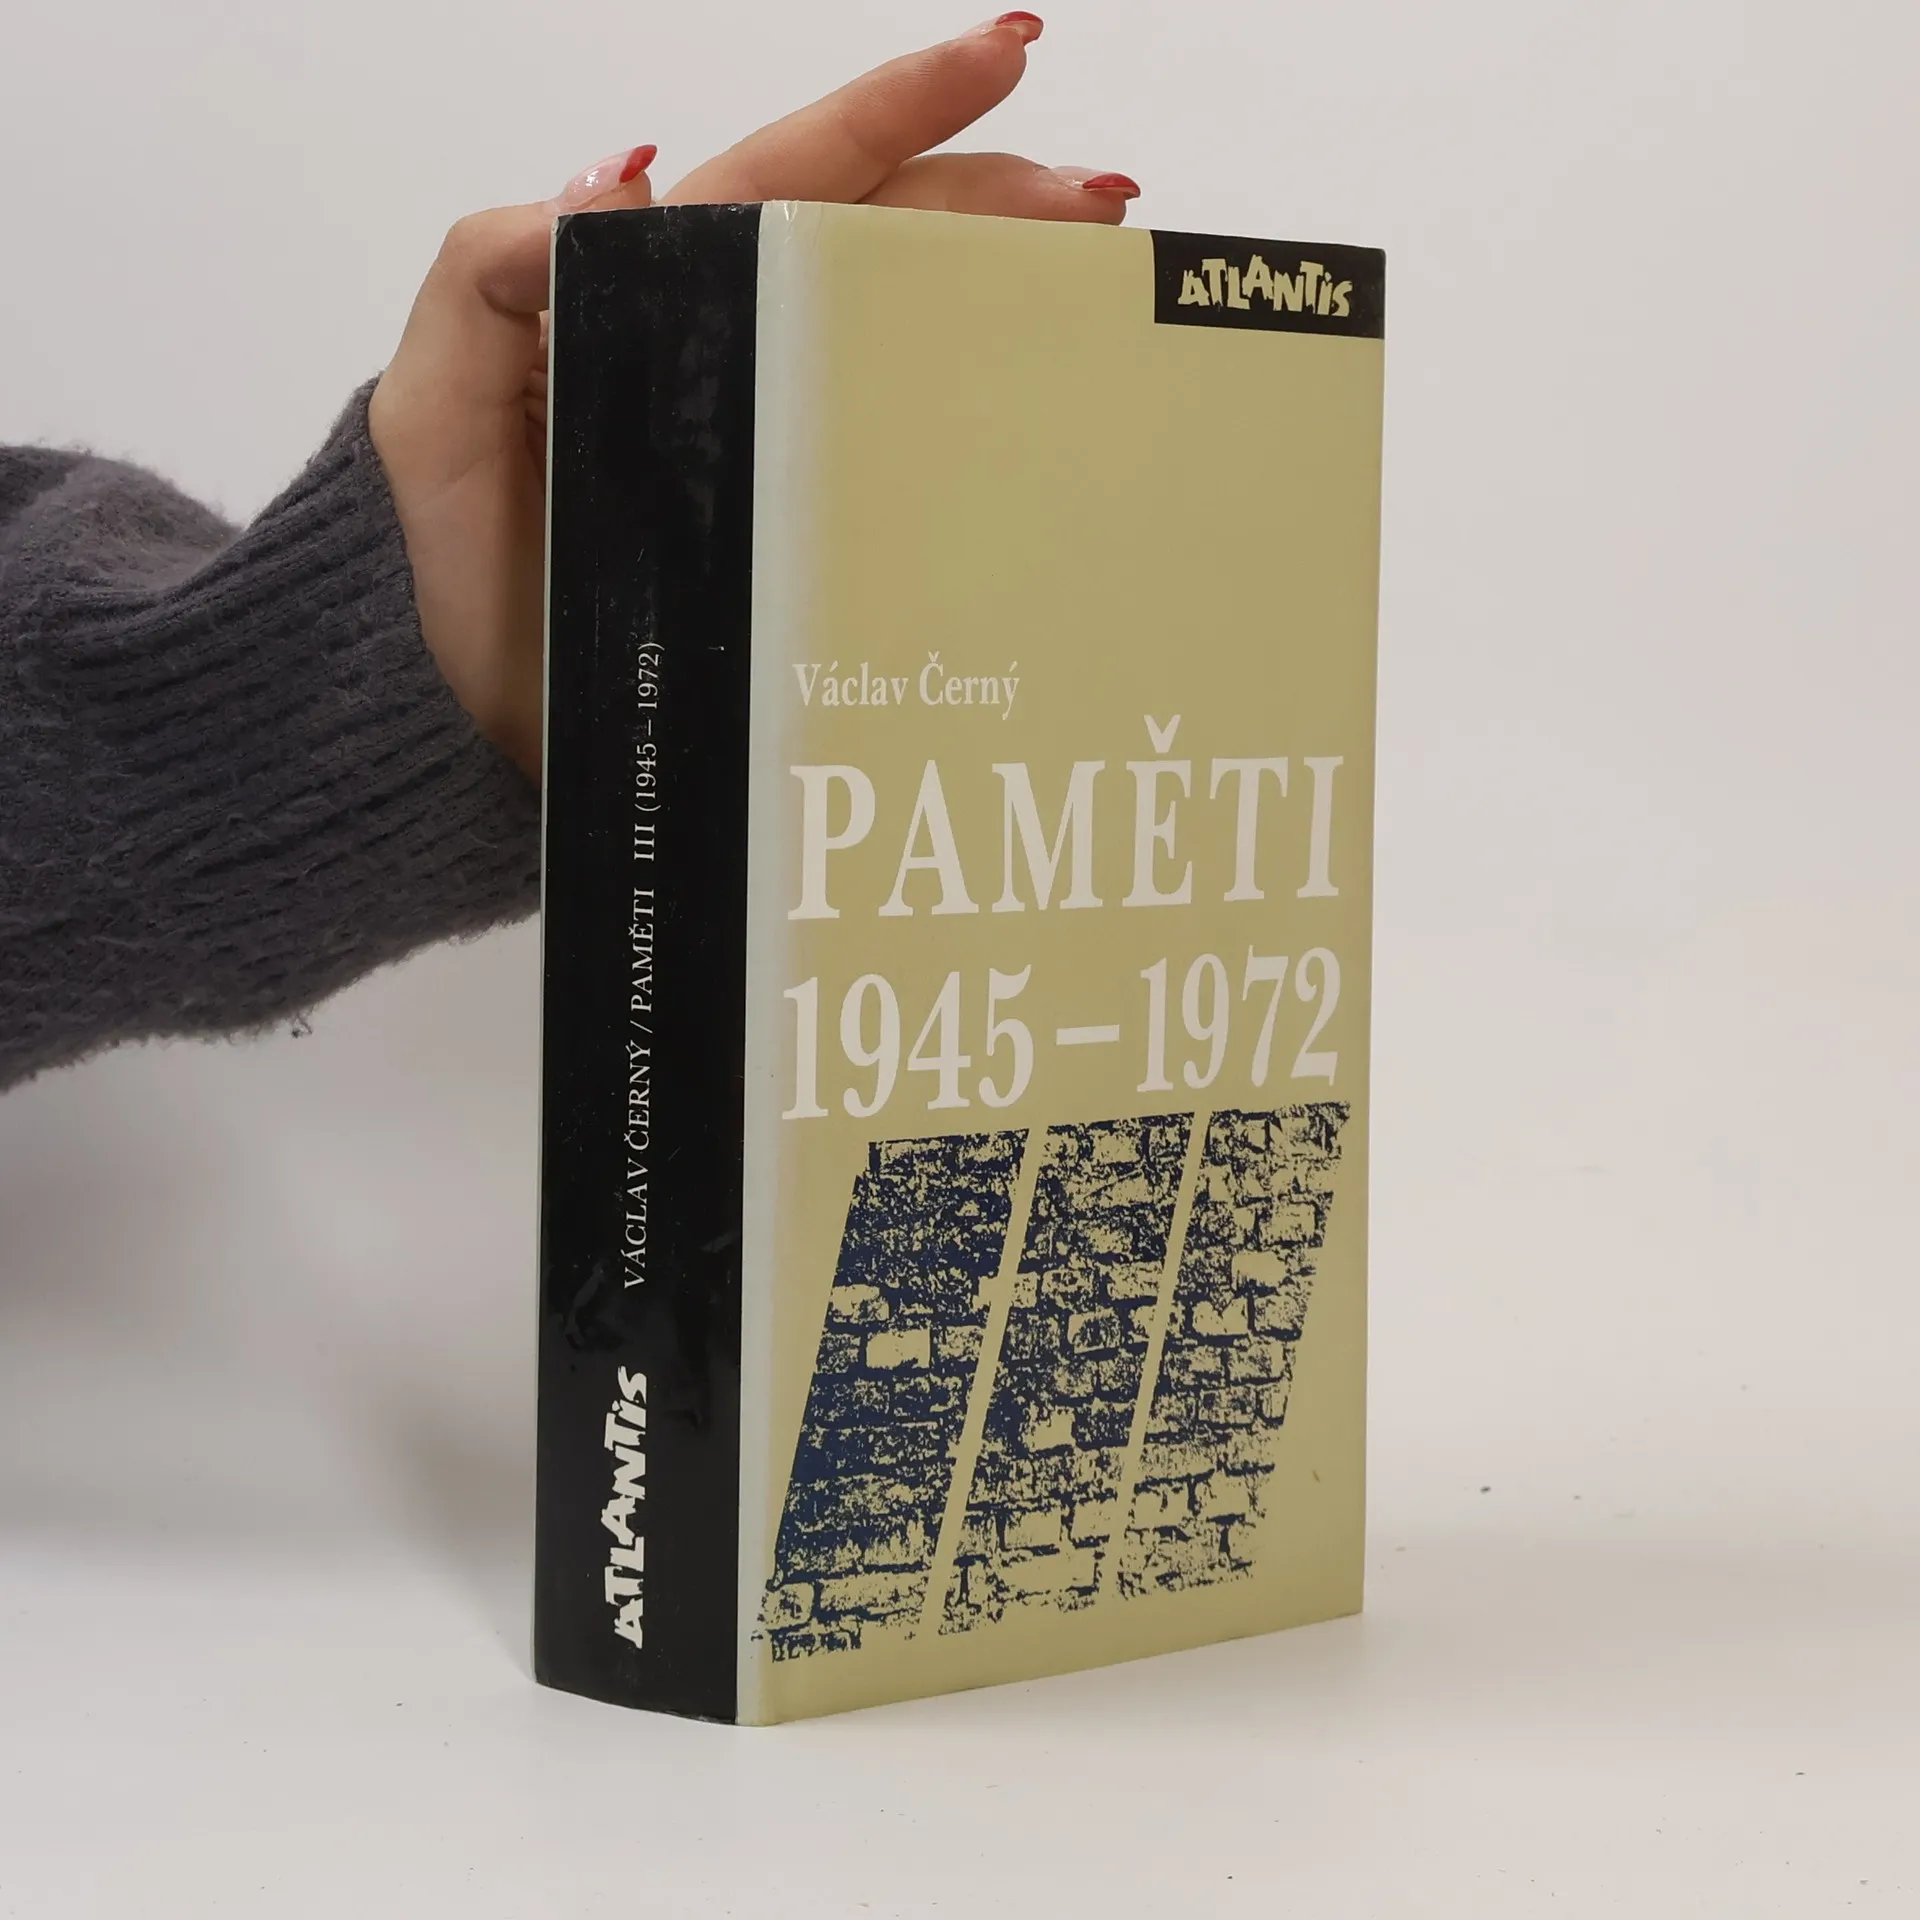 ATLANTis
Václav Černý
PAMĚTI
1945–1972
VÁCLAV ČERNÝ / PAMĚTI III (1945–1972)
ATLANTis